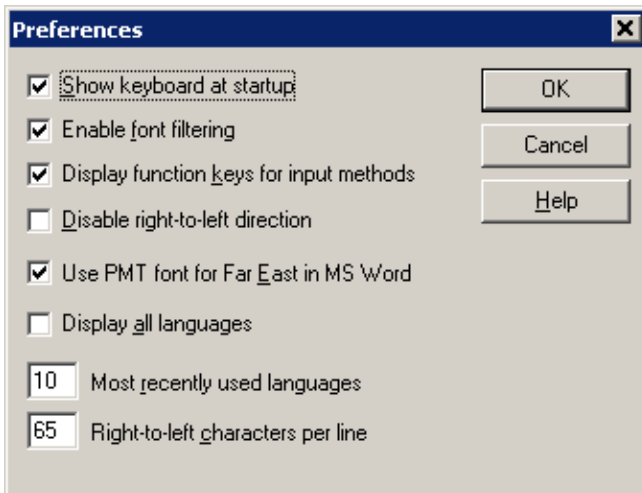 Preferences
Show keyboard at startup
OK
Enable font filtering
Cancel
Display function keys for input methods
Help
Disable right-to-left direction
Use PMT font for Far East in MS Word
Display all languages
10 Most recently used languages
65 Right-to-left characters per line